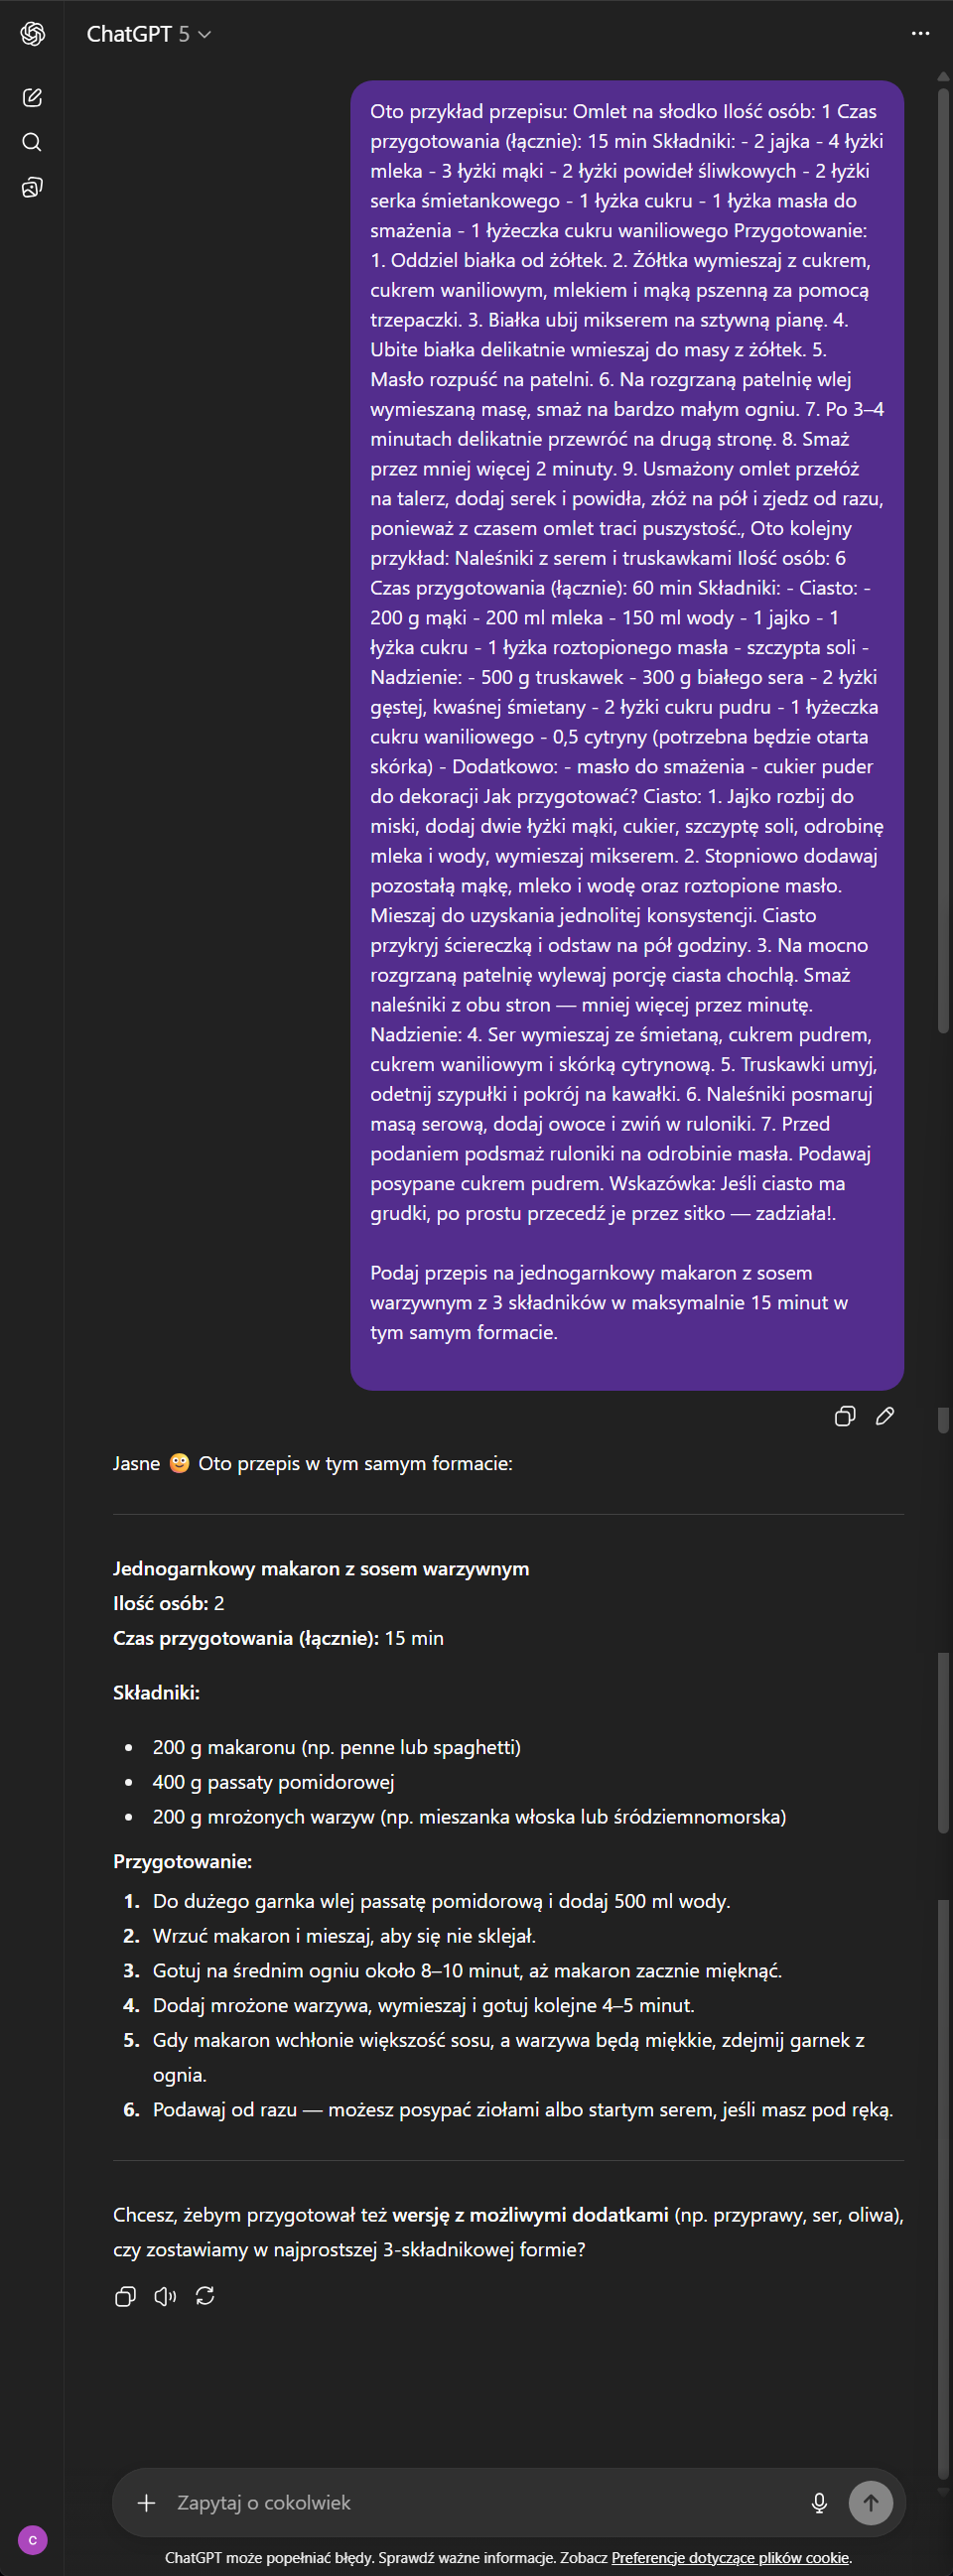 ChatGPT 5
Oto przykład przepisu: Omlet na słodko Ilość osób: 1 Czas
przygotowania (łącznie): 15 min Składniki: - 2 jajka - 4 łyżki
mleka - 3 łyżki mąki - 2 łyżki powideł śliwkowych - 2 łyżki
serka śmietankowego - 1 łyżka cukru - 1 łyżka masła do
smażenia - 1 łyżeczka cukru waniliowego Przygotowanie:
1. Oddziel białka od żółtek. 2. Żółtka wymieszaj z cukrem,
cukrem waniliowym, mlekiem i mąką pszenną za pomocą
trzepaczki. 3. Białka ubij mikserem na sztywną pianę. 4.
Ubite białka delikatnie wmieszaj do masy z żółtek. 5.
Masło rozpuść na patelni. 6. Na rozgrzaną patelnię wlej
wymieszaną masę, smaż na bardzo małym ogniu. 7. Po 3–4
minutach delikatnie przewróć na drugą stronę. 8. Smaż
przez mniej więcej 2 minuty. 9. Usmażony omlet przełóż
na talerz, dodaj serek i powidła, złóż na pół i zjedz od razu,
ponieważ z czasem omlet traci puszystość., Oto kolejny
przykład: Naleśniki z serem i truskawkami Ilość osób: 6
Czas przygotowania (łącznie): 60 min Składniki: - Ciasto: -
200 g mąki - 200 ml mleka - 150 ml wody - 1 jajko - 1
łyżka cukru - 1 łyżka roztopionego masła - szczypta soli -
Nadzienie: - 500 g truskawek - 300 g białego sera - 2 łyżki
gęstej, kwaśnej śmietany - 2 łyżki cukru pudru - 1 łyżeczka
cukru waniliowego - 0,5 cytryny (potrzebna będzie otarta
skórka) - Dodatkowo: - masło do smażenia - cukier puder
do dekoracji Jak przygotować? Ciasto: 1. Jajko rozbij do
miski, dodaj dwie łyżki mąki, cukier, szczyptę soli, odrobinę
mleka i wody, wymieszaj mikserem. 2. Stopniowo dodawaj
pozostałą mąkę, mleko i wodę oraz roztopione masło.
Mieszaj do uzyskania jednolitej konsystencji. Ciasto
przykryj ściereczką i odstaw na pół godziny. 3. Na mocno
rozgrzaną patelnię wylewaj porcję ciasta chochlą. Smaż
naleśniki z obu stron — mniej więcej przez minutę.
Nadzienie: 4. Ser wymieszaj ze śmietaną, cukrem pudrem,
cukrem waniliowym i skórką cytrynową. 5. Truskawki umyj,
odetnij szypułki i pokrój na kawałki. 6. Naleśniki posmaruj
masą serową, dodaj owoce i zwiń w ruloniki. 7. Przed
podaniem podsmaż ruloniki na odrobinie masła. Podawaj
posypane cukrem pudrem. Wskazówka: Jeśli ciasto ma
grudki, po prostu przecedź je przez sitko — zadziała!.
Podaj przepis na jednogarnkowy makaron z sosem
warzywnym z 3 składników w maksymalnie 15 minut w
tym samym formacie.
Jasne 😊 Oto przepis w tym samym formacie:
Jednogarnkowy makaron z sosem warzywnym
Ilość osób: 2
Czas przygotowania (łącznie): 15 min
Składniki:
• 200 g makaronu (np. penne lub spaghetti)
• 400 g passaty pomidorowej
• 200 g mrożonych warzyw (np. mieszanka włoska lub śródziemnomorska)
Przygotowanie:
1. Do dużego garnka wlej passatę pomidorową i dodaj 500 ml wody.
2. Wrzuć makaron i mieszaj, aby się nie sklejał.
3. Gotuj na średnim ogniu około 8–10 minut, aż makaron zacznie mięknąć.
4. Dodaj mrożone warzywa, wymieszaj i gotuj kolejne 4–5 minut.
5. Gdy makaron wchłonie większość sosu, a warzywa będą miękkie, zdejmij garnek z
ognia.
6. Podawaj od razu — możesz posypać ziołami albo startym serem, jeśli masz pod ręką.
Chcesz, żebym przygotował też wersję z możliwymi dodatkami (np. przyprawy, ser, oliwa),
czy zostawiamy w najprostszej 3-składnikowej formie?
Zapytaj o cokolwiek
C
ChatGPT może popełniać błędy. Sprawdź ważne informacje. Zobacz Preferencje dotyczące plików cookie.